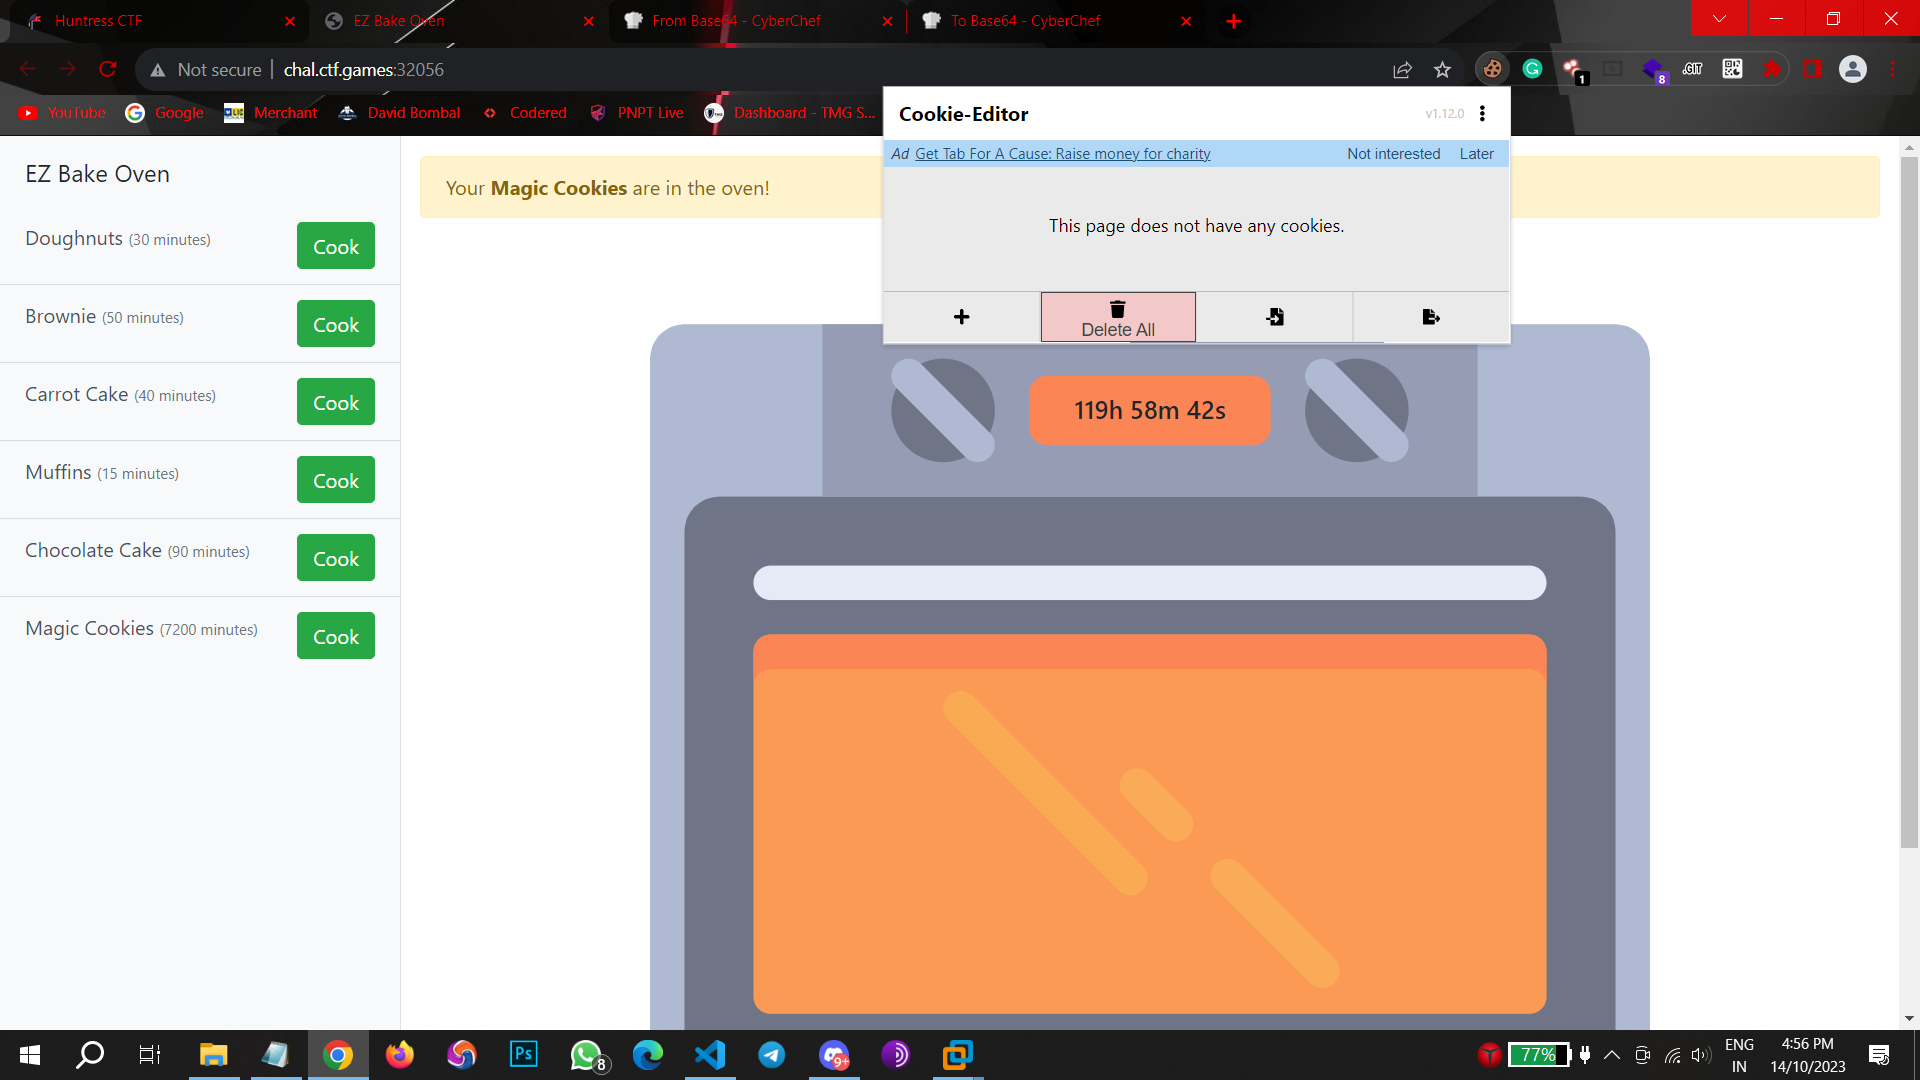 Huntress CTF
EZ Bake Oven
From Base64 - CyberChef
To Base64 - CyberChef
Not secure
chal.ctf.games:32056
1
8
.GIT
YouTube
Google
Merchant
David Bombal
Codered
PNPT Live
Dashboard - TMG S...
Cookie-Editor
v1.12.0
Ad Get Tab For A Cause: Raise money for charity
Not interested
Later
This page does not have any cookies.
Delete All
EZ Bake Oven
Your Magic Cookies are in the oven!
Doughnuts (30 minutes)
Cook
Brownie (50 minutes)
Cook
Carrot Cake (40 minutes)
Cook
Muffins (15 minutes)
Cook
Chocolate Cake (90 minutes)
Cook
Magic Cookies (7200 minutes)
Cook
119h 58m 42s
Ps
8
9+
77%
ENG
IN
4:56 PM
14/10/2023